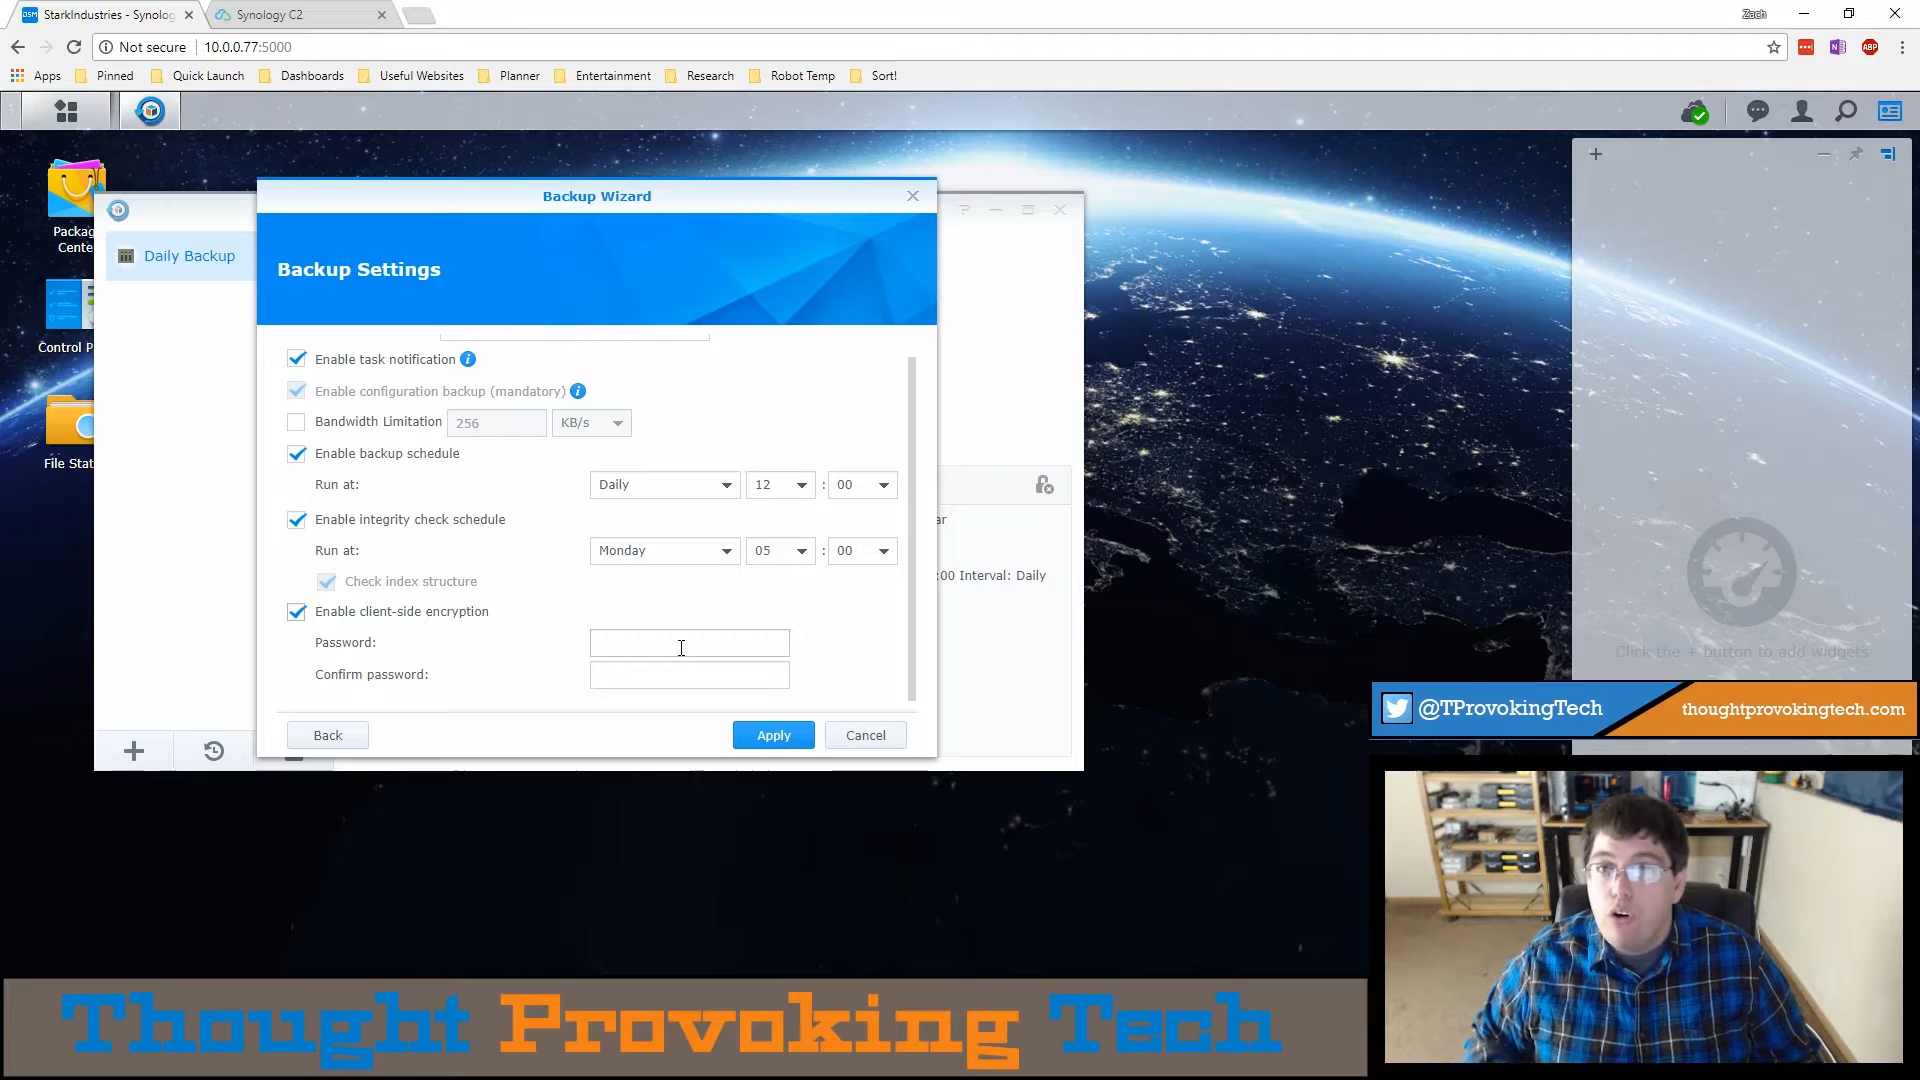 StarkIndustries - Synolog
Synology C2
Zach
Not secure
10.0.0.77:5000
Apps
Pinned
Quick Launch
Dashboards
Useful Websites
Planner
Entertainment
Research
Robot Temp
Sort!
ABP
Packag
Cente
Control P
File Stat
Daily Backup
Backup Wizard
Backup Settings
Enable task notification
Enable configuration backup (mandatory)
Bandwidth Limitation 256 KB/s
Enable backup schedule
Run at: Daily 12 : 00
Enable integrity check schedule
Run at: Monday 05 : 00
Check index structure
Enable client-side encryption
Password:
Confirm password:
Back
Apply
Cancel
ar
:00 Interval: Daily
Click the + button to add widgets
@TProvokingTech
thoughtprovokingtech.com
Thought Provoking Tech